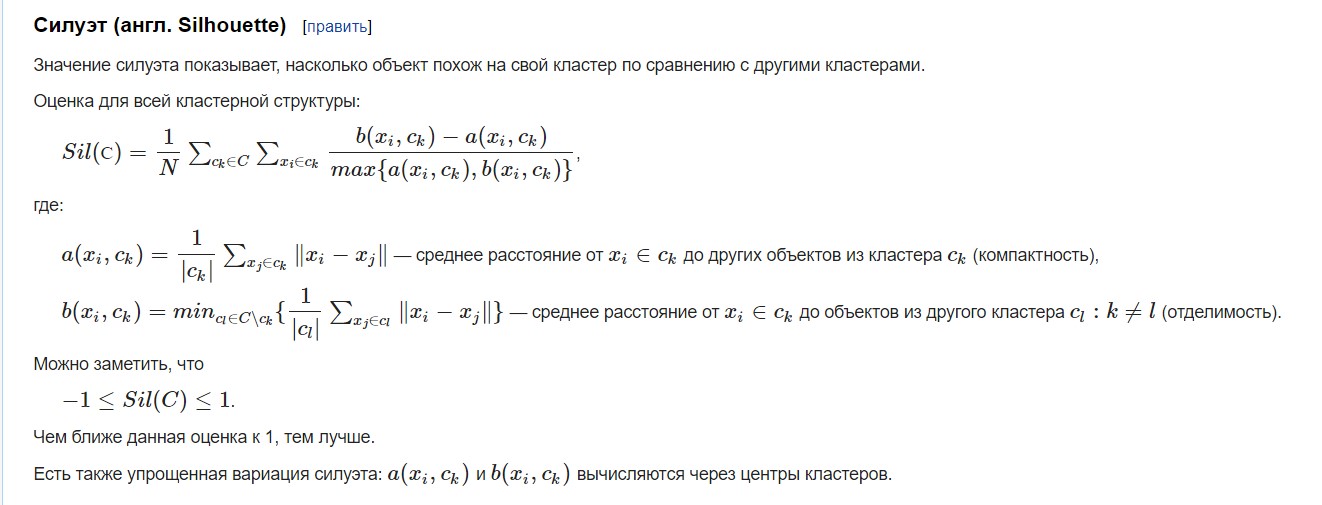 Силуэт (англ. Silhouette) [править]
Значение силуэта показывает, насколько объект похож на свой кластер по сравнению с другими кластерами.
Оценка для всей кластерной структуры:
Sil(C) = \frac{1}{N} \sum_{c_k \in C} \sum_{x_i \in c_k} \frac{b(x_i, c_k) - a(x_i, c_k)}{max\{a(x_i, c_k), b(x_i, c_k)\}},
где:
a(x_i, c_k) = \frac{1}{|c_k|} \sum_{x_j \in c_k} \|x_i - x_j\| — среднее расстояние от x_i \in c_k до других объектов из кластера c_k (компактность),
b(x_i, c_k) = min_{c_l \in C \setminus c_k} \{\frac{1}{|c_l|} \sum_{x_j \in c_l} \|x_i - x_j\|\} — среднее расстояние от x_i \in c_k до объектов из другого кластера c_l : k \neq l (отделимость).
Можно заметить, что
-1 \leq Sil(C) \leq 1.
Чем ближе данная оценка к 1, тем лучше.
Есть также упрощенная вариация силуэта: a(x_i, c_k) и b(x_i, c_k) вычисляются через центры кластеров.